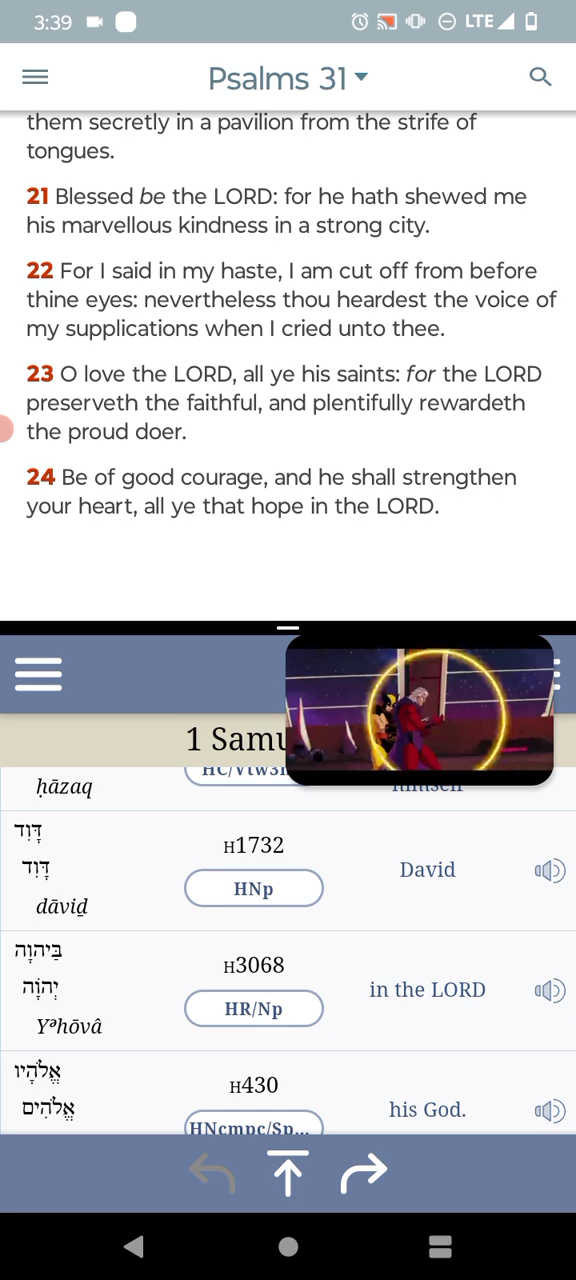 3:39 LTE
Psalms 31
them secretly in a pavilion from the strife of
tongues.
21 Blessed be the LORD: for he hath shewed me
his marvellous kindness in a strong city.
22 For I said in my haste, I am cut off from before
thine eyes: nevertheless thou heardest the voice of
my supplications when I cried unto thee.
23 O love the LORD, all ye his saints: for the LORD
preserveth the faithful, and plentifully rewardeth
the proud doer.
24 Be of good courage, and he shall strengthen
your heart, all ye that hope in the LORD.
1 Samu
ḥāzaq
himself
דָּוִד
דָּוִד
dāviḏ
H1732
HNp
David
בַּיהוָה
יְהֹוָה
Yᵊhōvâ
H3068
HR/Np
in the LORD
אֱלֹהָיו
אֱלֹהִים
H430
HNcmpc/Sp...
his God.